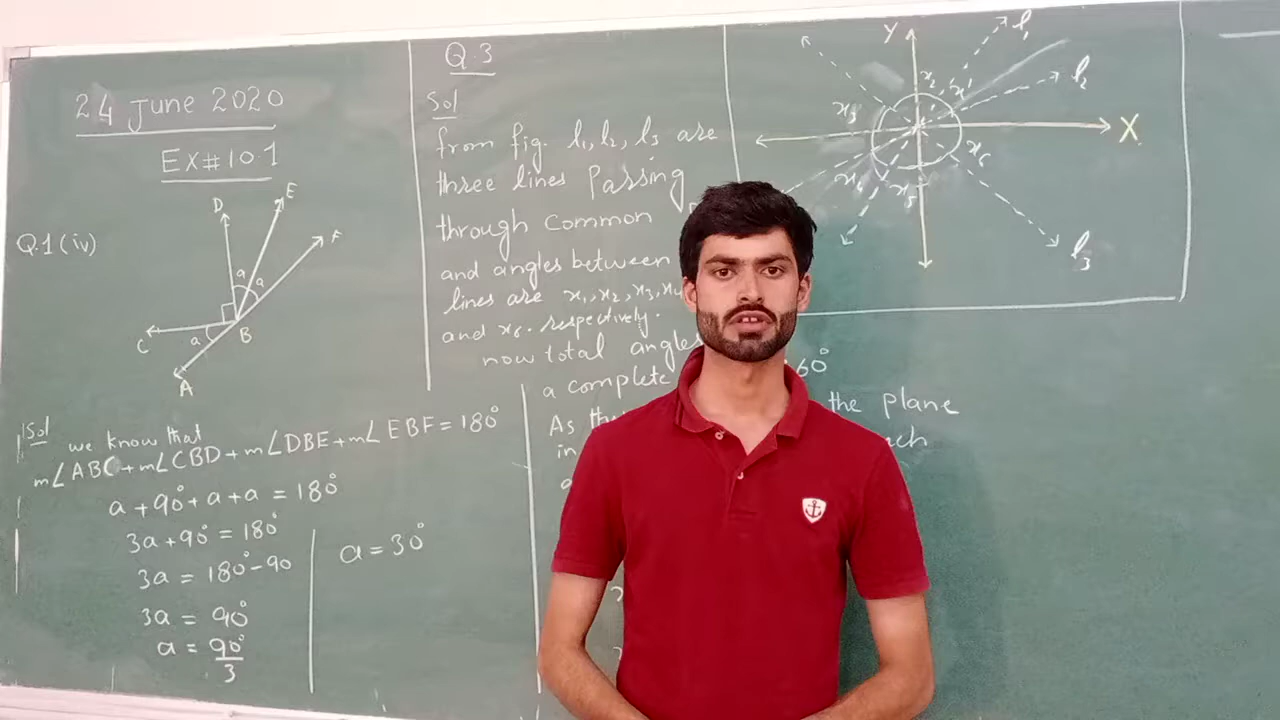 24 June 2020
Ex#10.1
Q.1(iv)
D
E
F
a
a
a
a
C
B
A
Sol
we know that
m∠ABC+m∠CBD+m∠DBE+m∠EBF=180°
a+90°+a+a=180°
3a+90°=180°
3a=180°-90
3a=90°
a=90°/3
a=30°
Q.3
Sol
from fig. l₁,l₂,l₃ are
three lines Passing
through Common
and angles between
lines are x₁,x₂,x₃,x₄
and x₆. respectively.
now total angles
a complete 60°
As the plane
in
Y
l₁
l₂
x₂
x₁
x₃
X
x₆
x₄
x₅
l₃